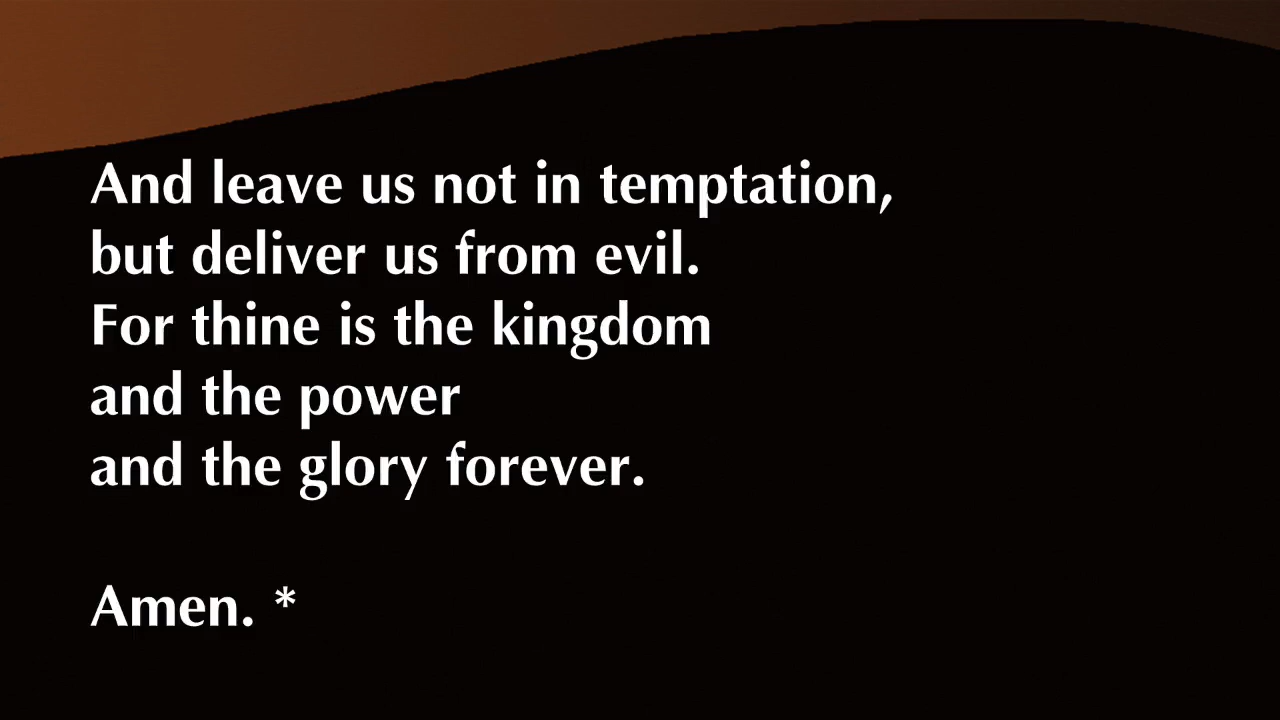 And leave us not in temptation,
but deliver us from evil.
For thine is the kingdom
and the power
and the glory forever.
Amen. *